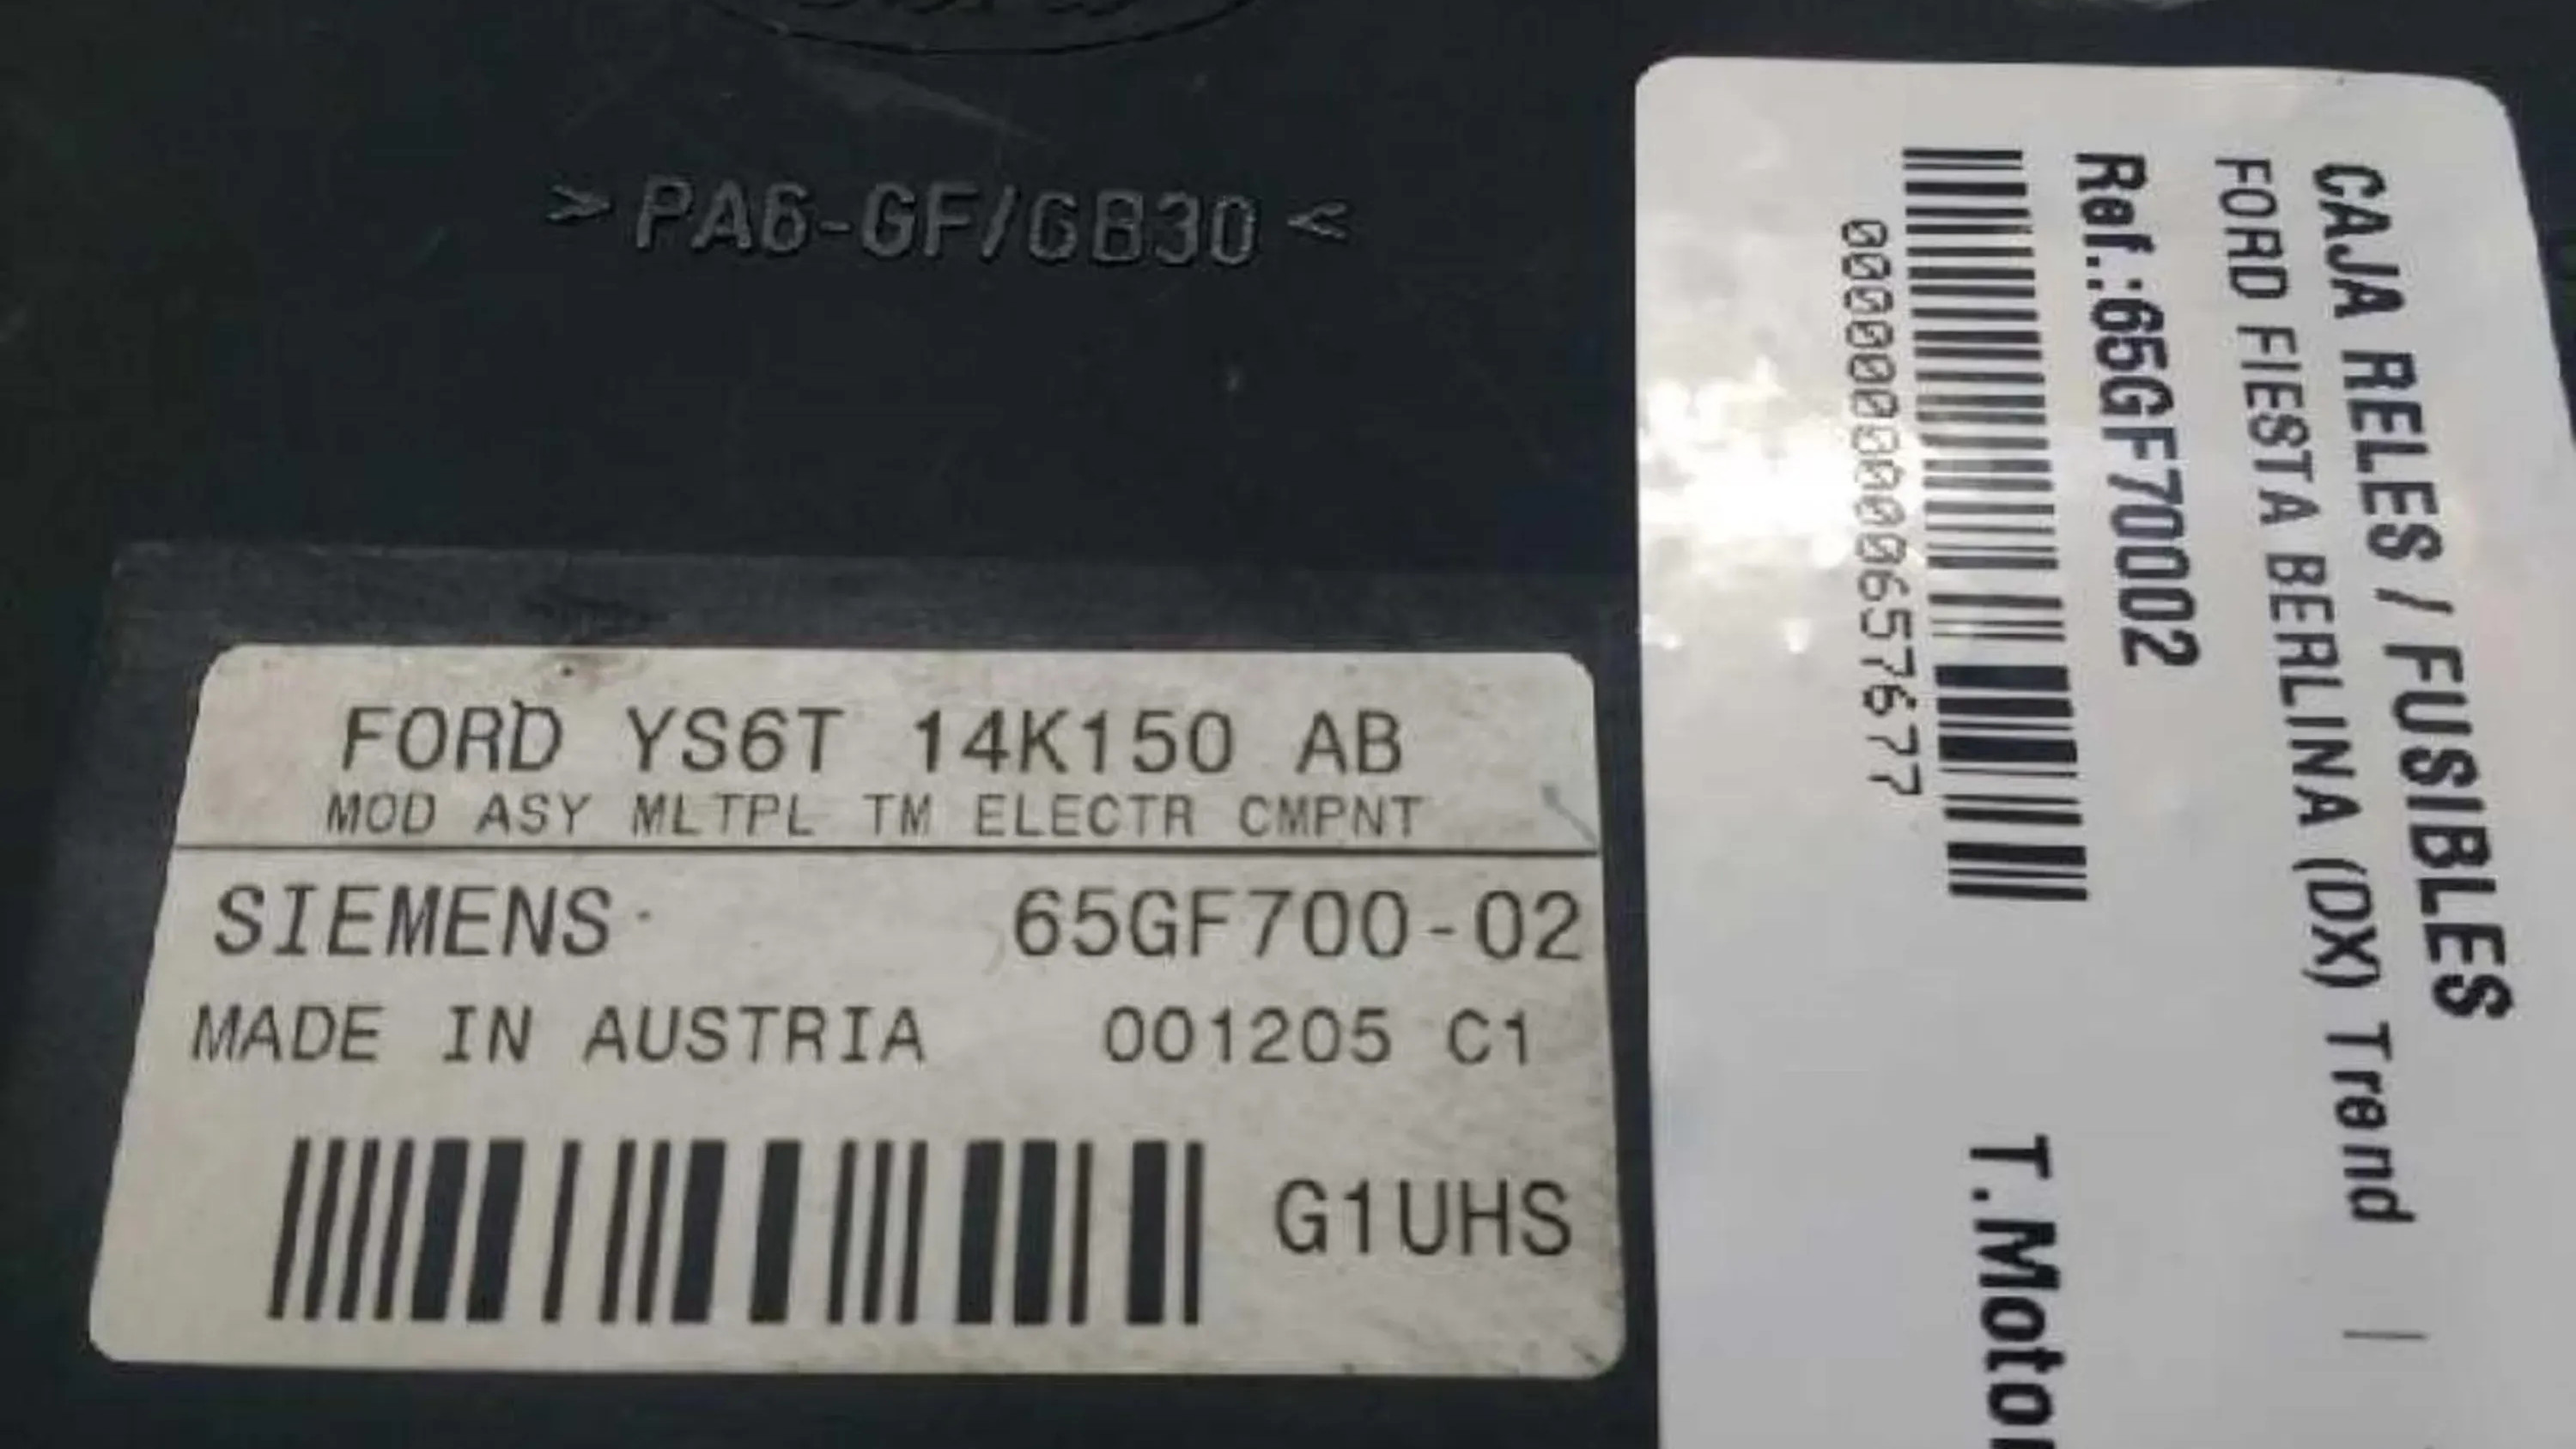 >PA6-GF/GB30<
FORD YS6T 14K150 AB
MOD ASY MLTPL TM ELECTR CMPNT
SIEMENS 65GF700-02
MADE IN AUSTRIA 001205 C1
G1UHS
CAJA RELES / FUSIBLES
FORD FIESTA BERLINA (DX) Trend |
Ref.:65GF70002
T.Motor